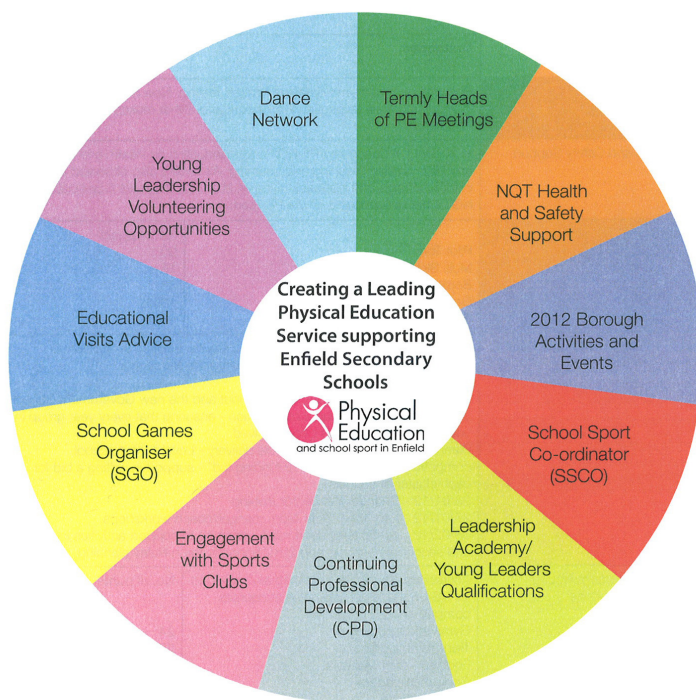 Dance
Network
Termly Heads
of PE Meetings
NQT Health
and Safety
Support
2012 Borough
Activities and
Events
School Sport
Co-ordinator
(SSCO)
Leadership
Academy/
Young Leaders
Qualifications
Continuing
Professional
Development
(CPD)
Engagement
with Sports
Clubs
School Games
Organiser
(SGO)
Educational
Visits Advice
Young
Leadership
Volunteering
Opportunities
Creating a Leading
Physical Education
Service supporting
Enfield Secondary
Schools
Physical
Education
and school sport in Enfield